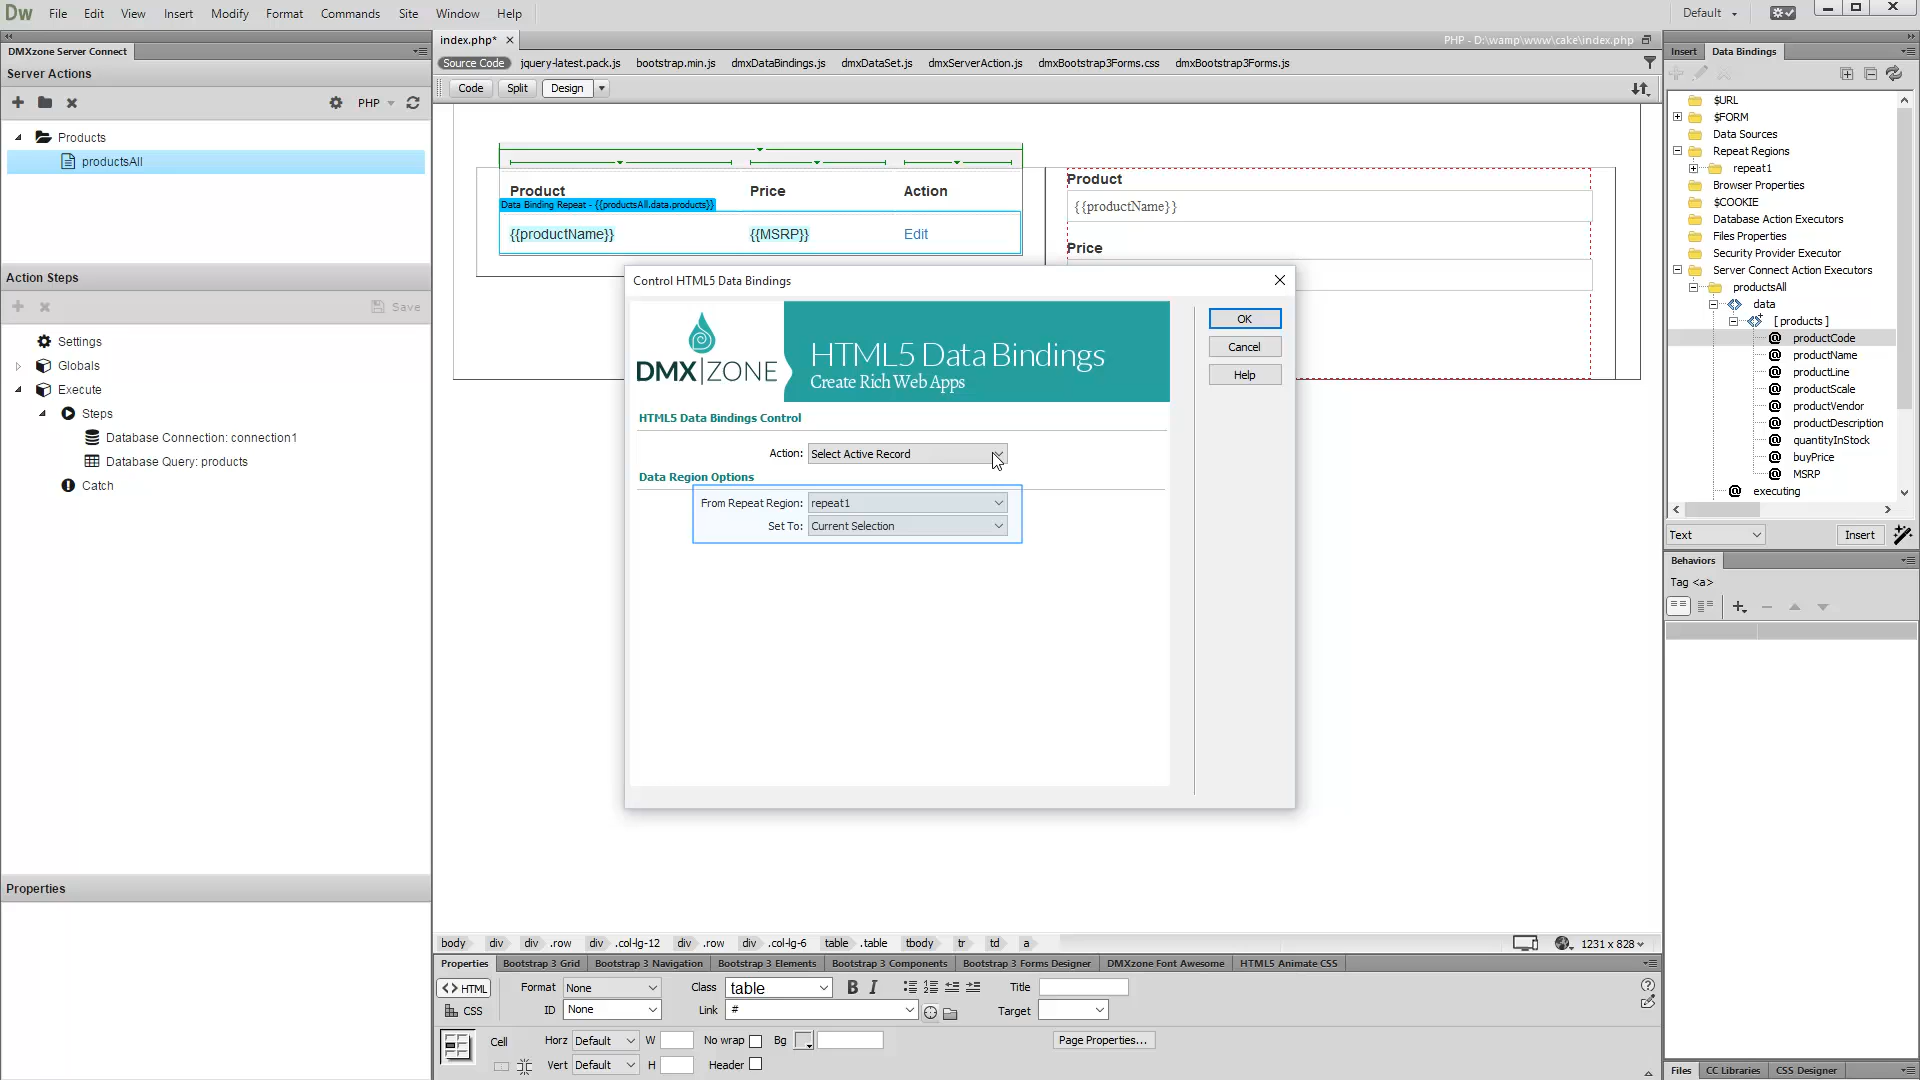 Dw File Edit View Insert Modify Format Commands Site Window Help Default
DMXzone Server Connect
Server Actions
PHP
Products
productsAll
Action Steps
Save
Settings
Globals
Execute
Steps
Database Connection: connection1
Database Query: products
Catch
Properties
index.php*
PHP - D:\wamp\www\cake\index.php
Source Code jquery-latest.pack.js bootstrap.min.js dmxDataBindings.js dmxDataSet.js dmxServerAction.js dmxBootstrap3Forms.css dmxBootstrap3Forms.js
Code Split Design
Product Price Action
Data Binding Repeat - {{productsAll.data.products}}
{{productName}} {{MSRP}} Edit
Product
{{productName}}
Price
Control HTML5 Data Bindings
DMX|ZONE
HTML5 Data Bindings
Create Rich Web Apps
HTML5 Data Bindings Control
Action: Select Active Record
Data Region Options
From Repeat Region: repeat1
Set To: Current Selection
OK
Cancel
Help
Insert Data Bindings
$URL
$FORM
Data Sources
Repeat Regions
repeat1
Browser Properties
$COOKIE
Database Action Executors
Files Properties
Security Provider Executor
Server Connect Action Executors
productsAll
data
[ products ]
productCode
productName
productLine
productScale
productVendor
productDescription
quantityInStock
buyPrice
MSRP
executing
Text Insert
Behaviors
Tag <a>
body div div .row div .col-lg-12 div .row div .col-lg-6 table .table tbody tr td a
1231 x 828
Properties Bootstrap 3 Grid Bootstrap 3 Navigation Bootstrap 3 Elements Bootstrap 3 Components Bootstrap 3 Forms Designer DMXzone Font Awesome HTML5 Animate CSS
<> HTML Format None Class table B I Title
CSS ID None Link # Target
Cell Horz Default W No wrap Bg Page Properties...
Vert Default H Header
Files CC Libraries CSS Designer